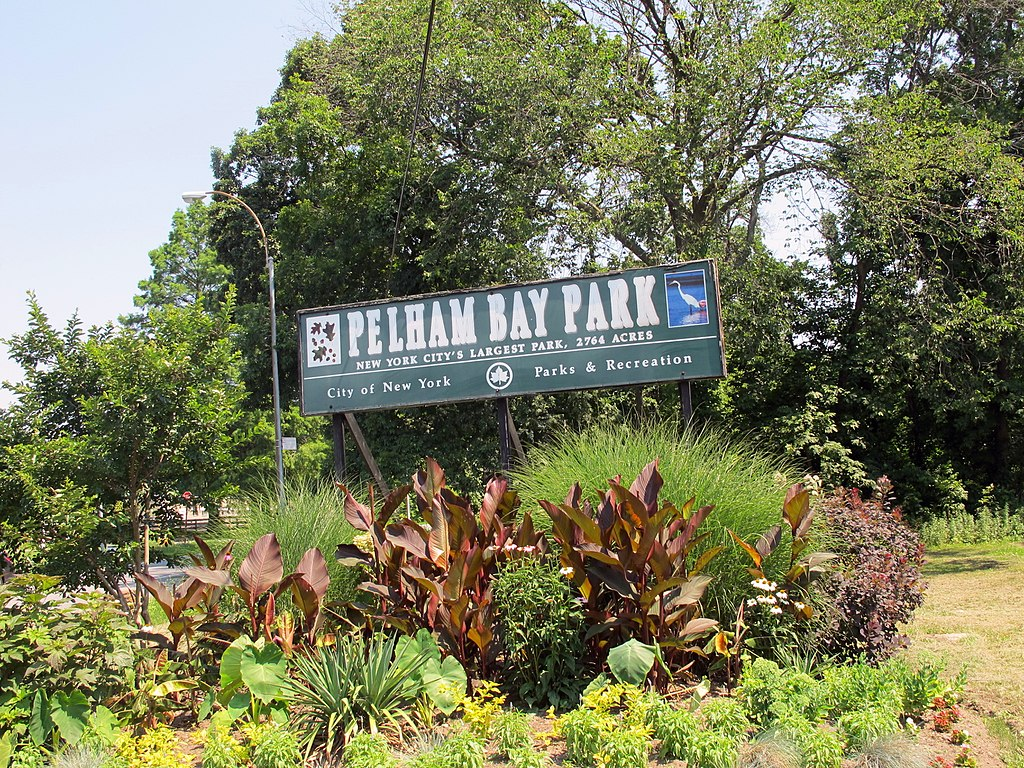 PELHAM BAY PARK
NEW YORK CITY'S LARGEST PARK, 2764 ACRES
City of New York Parks & Recreation